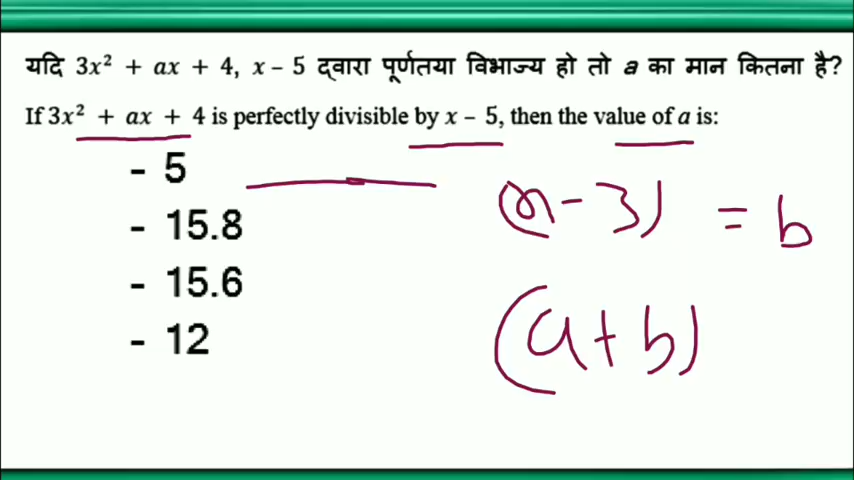 यदि 3x² + ax + 4, x – 5 द्वारा पूर्णतया विभाज्य हो तो a का मान कितना है?
If 3x² + ax + 4 is perfectly divisible by x – 5, then the value of a is:
- 5
- 15.8
- 15.6
- 12
(x - 3) = b
(a + b)